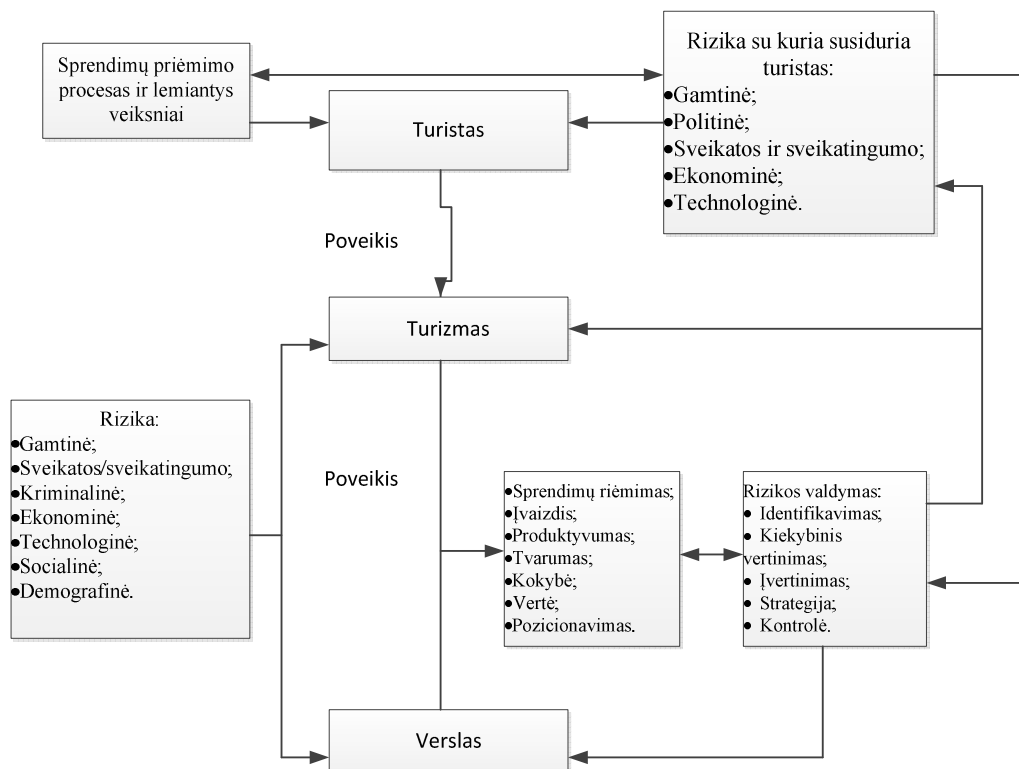 Sprendimų priėmimo
procesas ir lemiantys
veiksniai
Turistas
Rizika su kuria susiduria
turistas:
•Gamtinė;
•Politinė;
•Sveikatos ir sveikatingumo;
•Ekonominė;
•Technologinė.
Poveikis
Turizmas
Rizika:
•Gamtinė;
•Sveikatos/sveikatingumo;
•Kriminalinė;
•Ekonominė;
•Technologinė;
•Socialinė;
•Demografinė.
Poveikis
•Sprendimų riėmimas;
•Įvaizdis;
•Produktyvumas;
•Tvarumas;
•Kokybė;
•Vertė;
•Pozicionavimas.
Rizikos valdymas:
• Identifikavimas;
• Kiekybinis
vertinimas;
• Įvertinimas;
• Strategija;
• Kontrolė.
Verslas